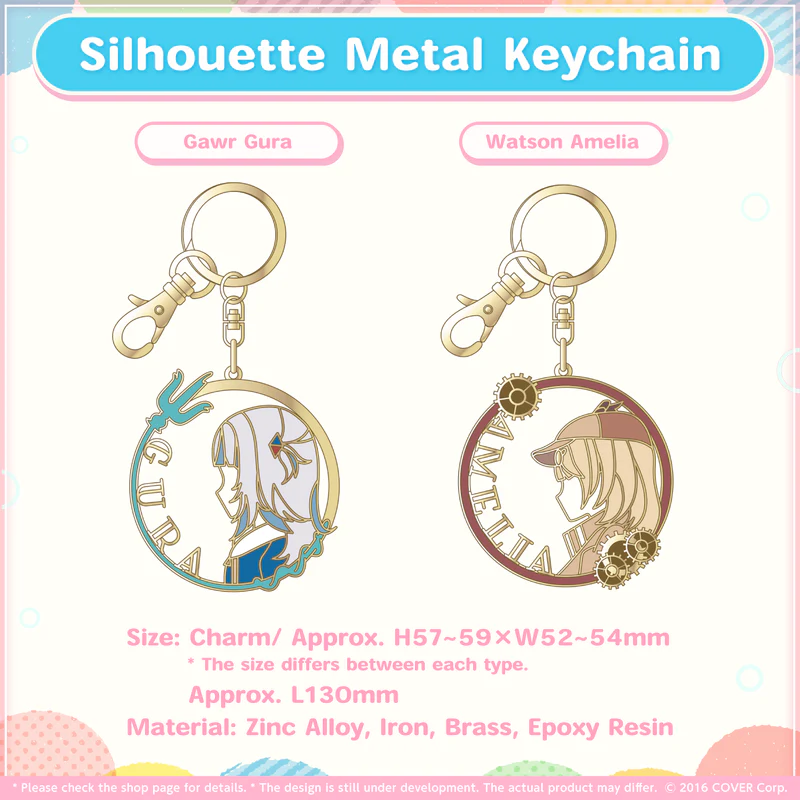 Silhouette Metal Keychain
Gawr Gura
Watson Amelia
GURA
AMELIA
Size: Charm/ Approx. H57~59×W52~54mm
* The size differs between each type.
Approx. L130mm
Material: Zinc Alloy, Iron, Brass, Epoxy Resin
* Please check the shop page for details. * The design is still under development. The actual product may differ. © 2016 COVER Corp.